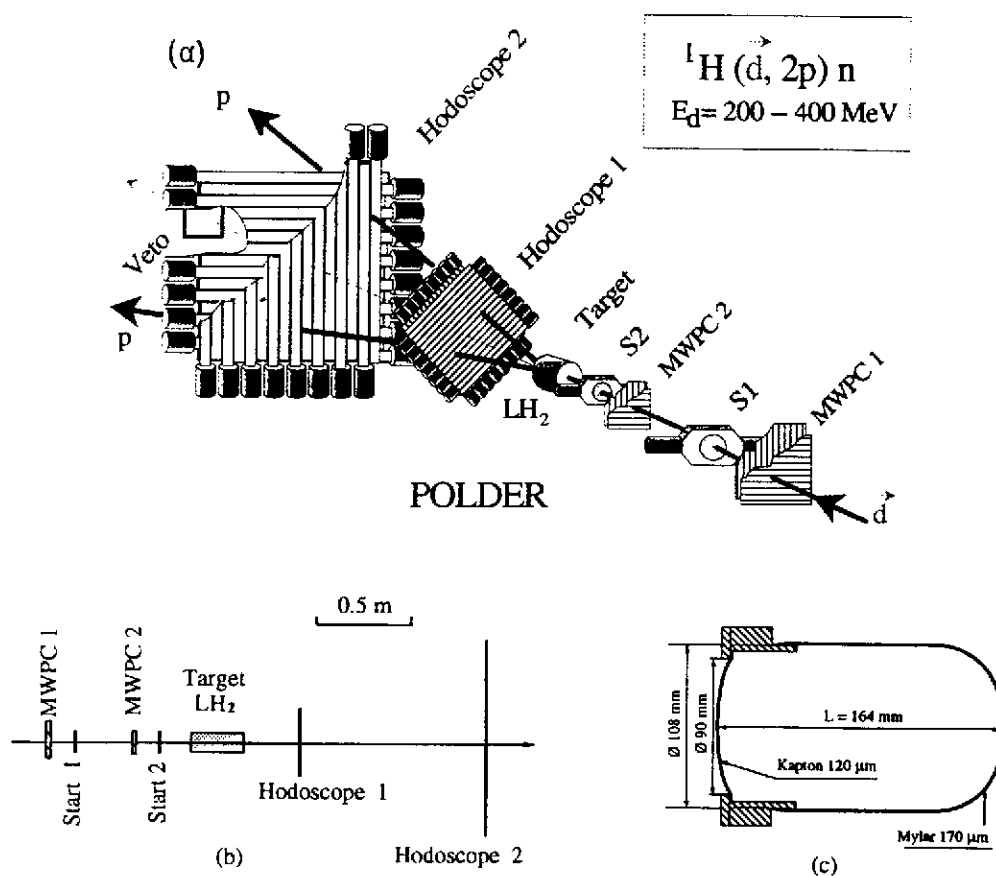 (α)
p
Hodoscope 2
¹H (d⃗, 2p) n
E_d = 200 – 400 MeV
Hodoscope 1
Veto
p
Target
S2
MWPC 2
LH₂
S1
MWPC 1
POLDER
d⃗
0.5 m
MWPC 1
MWPC 2
Target
LH₂
Start 1
Start 2
Hodoscope 1
Hodoscope 2
(b)
Ø 108 mm
Ø 90 mm
L = 164 mm
Kapton 120 μm
Mylar 170 μm
(c)